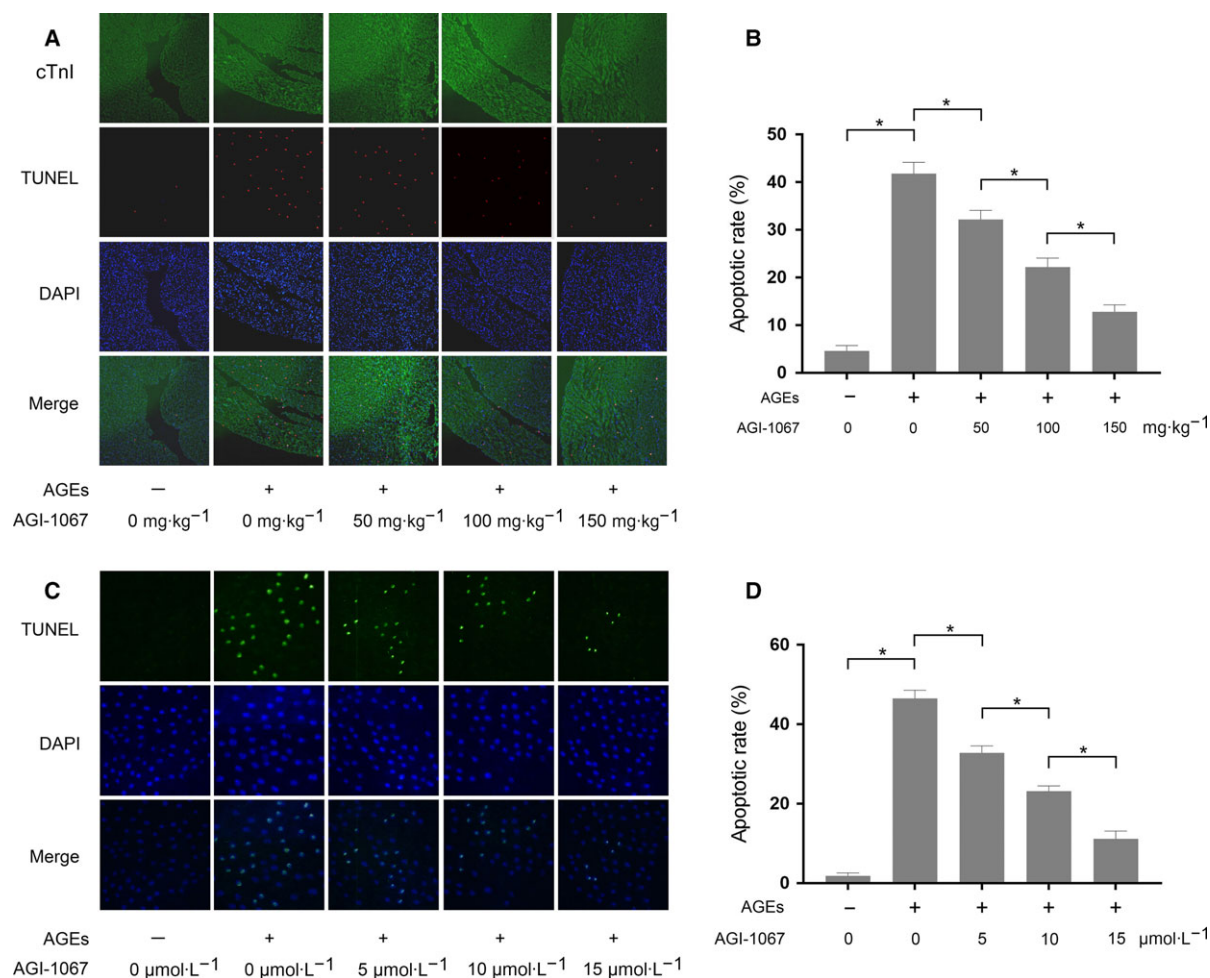 A
cTnI
TUNEL
DAPI
Merge
AGEs — + + + +
AGI-1067 0 mg·kg⁻¹ 0 mg·kg⁻¹ 50 mg·kg⁻¹ 100 mg·kg⁻¹ 150 mg·kg⁻¹
B
* * * *
Apoptotic rate (%)
50
40
30
20
10
0
AGEs – + + + +
AGI-1067 0 0 50 100 150 mg·kg⁻¹
C
TUNEL
DAPI
Merge
AGEs — + + + +
AGI-1067 0 µmol·L⁻¹ 0 µmol·L⁻¹ 5 µmol·L⁻¹ 10 µmol·L⁻¹ 15 µmol·L⁻¹
D
* * * *
Apoptotic rate (%)
60
40
20
0
AGEs – + + + +
AGI-1067 0 0 5 10 15 µmol·L⁻¹